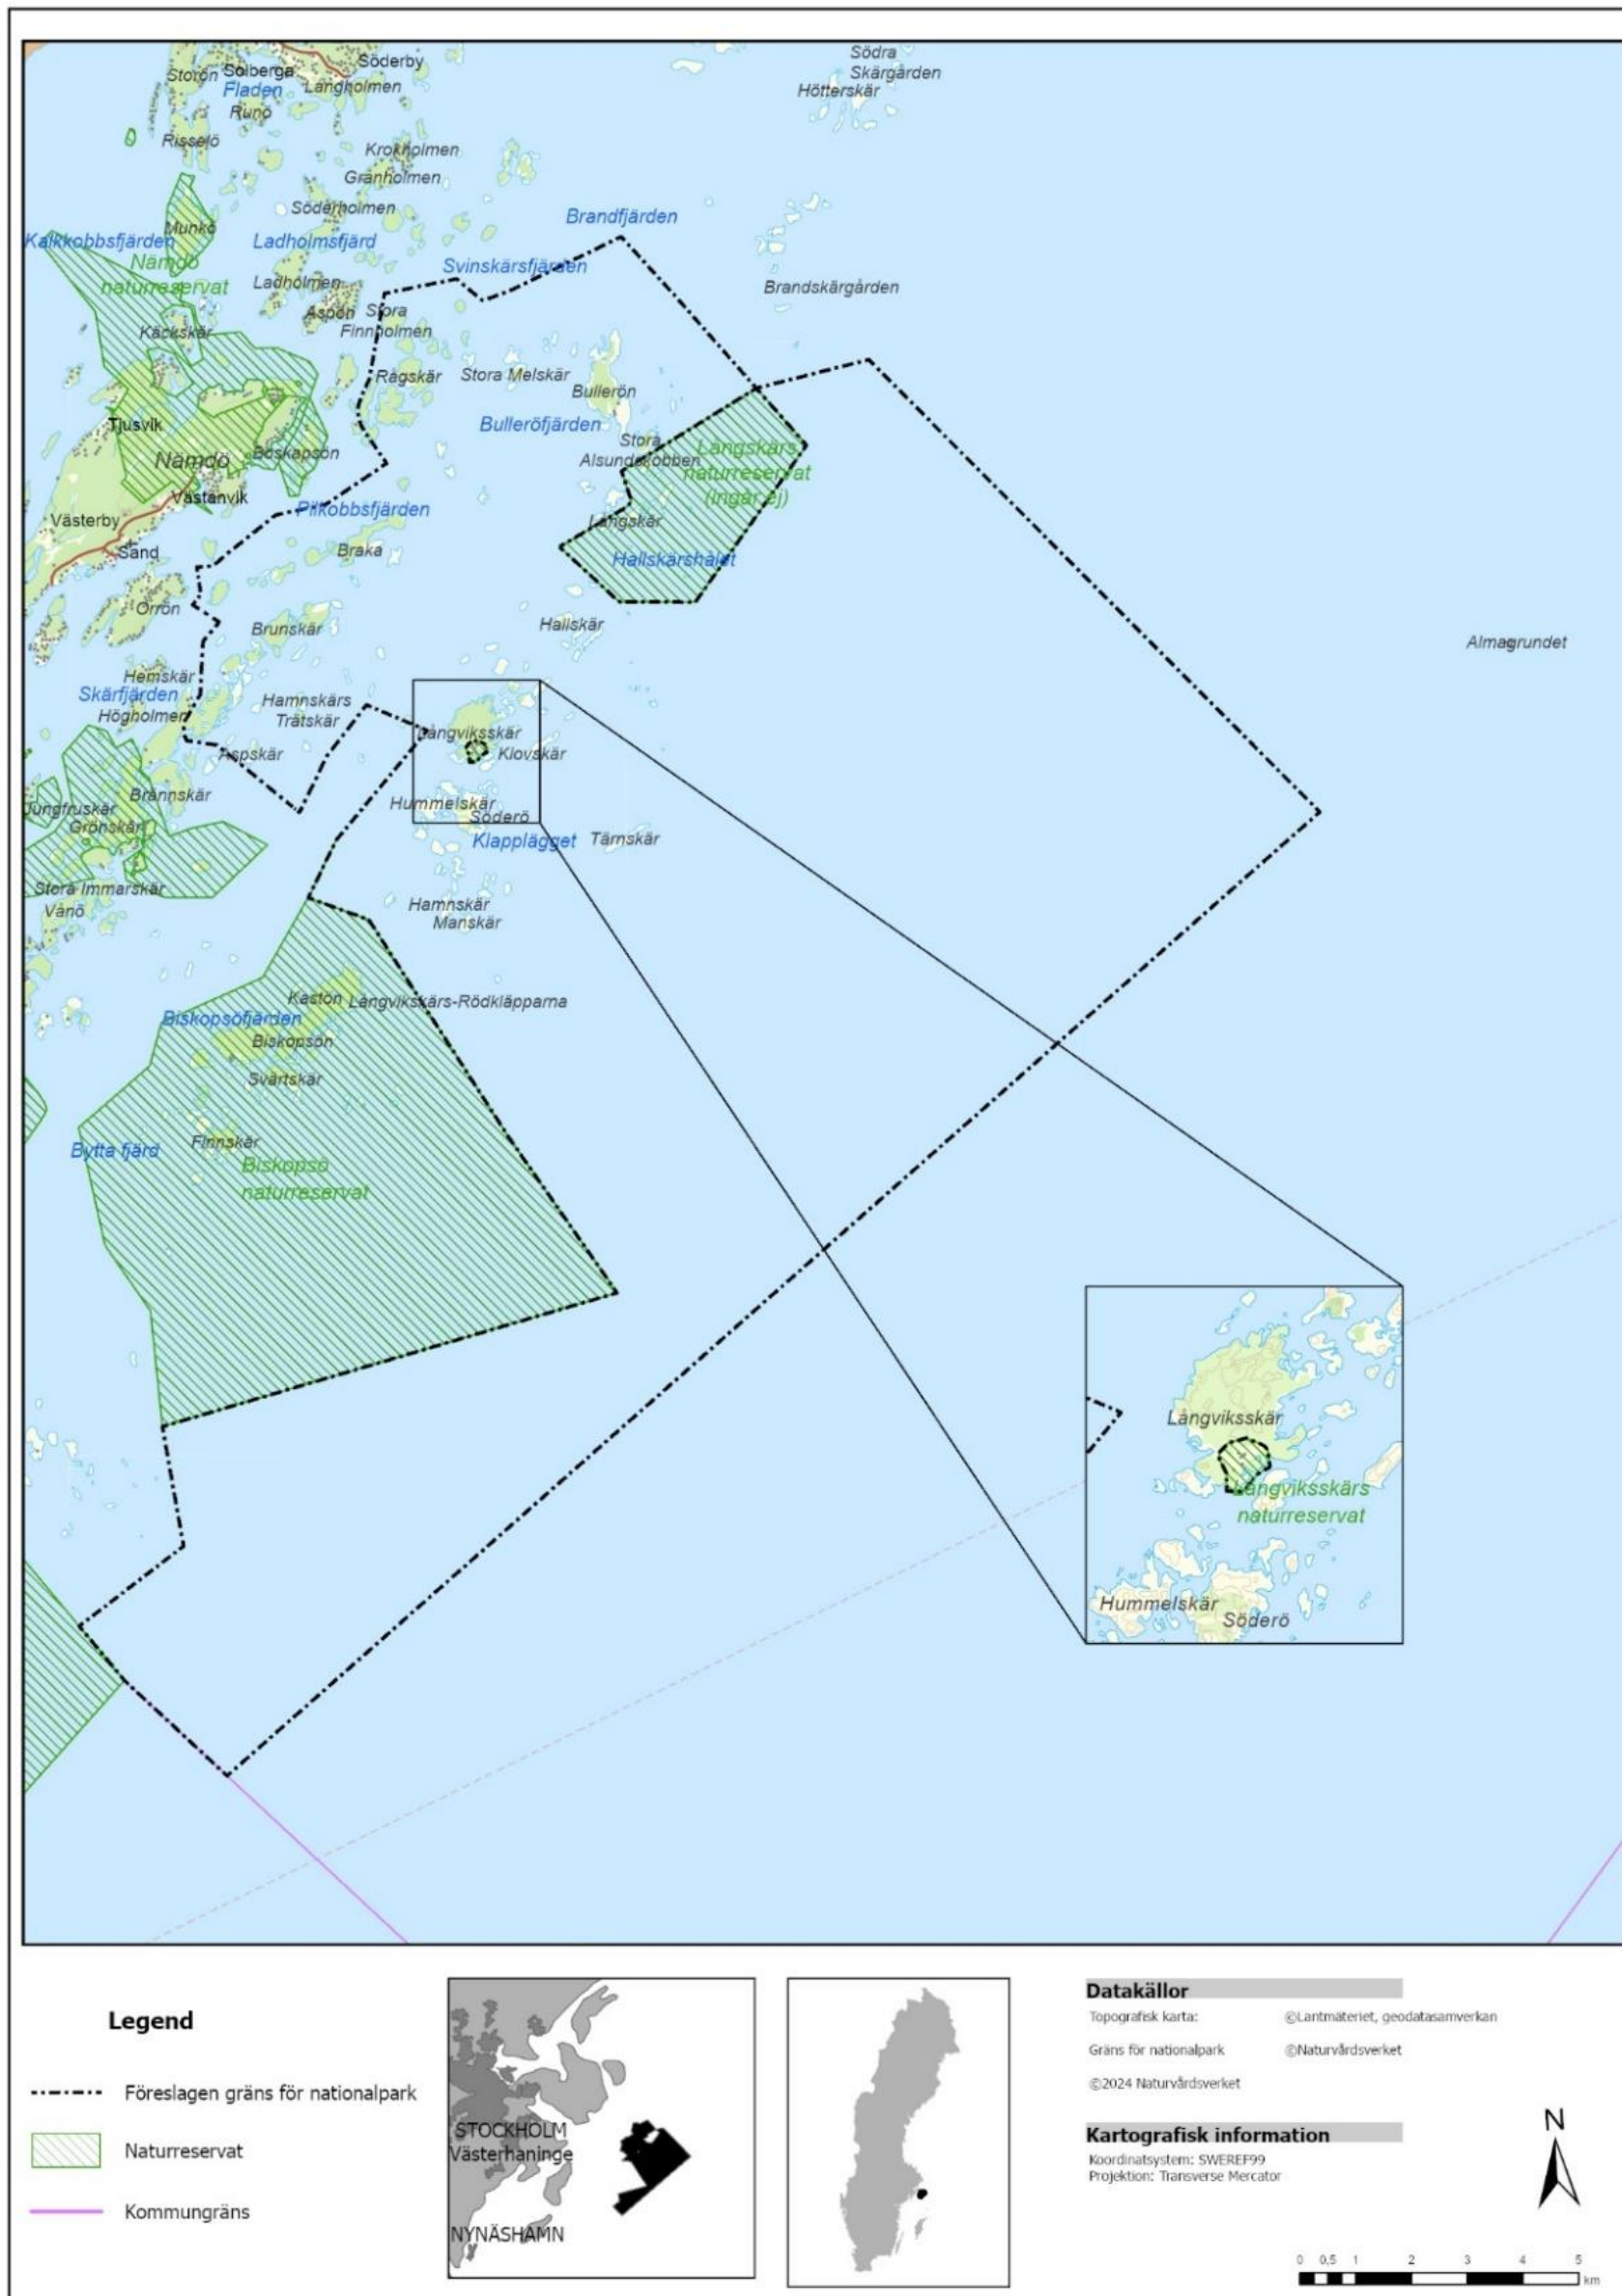 Södra
Skärgården
Hötterskär
Söderby
Storön
Solberga
Långholmen
Fladen
Runö
Risselö
Krokholmen
Granholmen
Söderholmen
Munkö
Brandfjärden
Kalkkobbsfjärden
Ladholmsfjärd
Nämdö
naturreservat
Svinskärsfjärden
Ladholmen
Aspön
Stora
Finnholmen
Brandskärgården
Käckskär
Rågskär
Stora Melskär
Bullerön
Tjusvik
Bulleröfjärden
Stora
Alsundskobben
Långskärs
naturreservat
(Ingår ej)
Boskapsön
Nämdö
Västanvik
Pilkobbsfjärden
Västerby
Långskär
Sand
Braka
Hallskärshålet
Orrön
Brunskär
Hallskär
Almagrundet
Hemskär
Skärfjärden
Högholmen
Hamnskärs
Trätskär
Långviksskär
Klovskär
Aspskär
Brännskär
Jungfruskär
Grönskär
Hummelskär
Söderö
Klapplägget
Tärnskär
Stora Immarskär
Vånö
Hamnskär
Manskär
Kastön
Långvikskärs-Rödkläpparna
Biskopsöfjärden
Biskopsön
Svartskär
Finnskär
Bytta fjärd
Biskopsö
naturreservat
Långviksskär
Långviksskärs
naturreservat
Hummelskär
Söderö
Legend
Föreslagen gräns för nationalpark
Naturreservat
Kommungräns
STOCKHOLM
Västerhaninge
NYNÄSHAMN
Datakällor
Topografisk karta: ©Lantmäteriet, geodatasamverkan
Gräns för nationalpark ©Naturvårdsverket
©2024 Naturvårdsverket
Kartografisk information
Koordinatsystem: SWEREF99
Projektion: Transverse Mercator
N
0 0,5 1 2 3 4 5
km